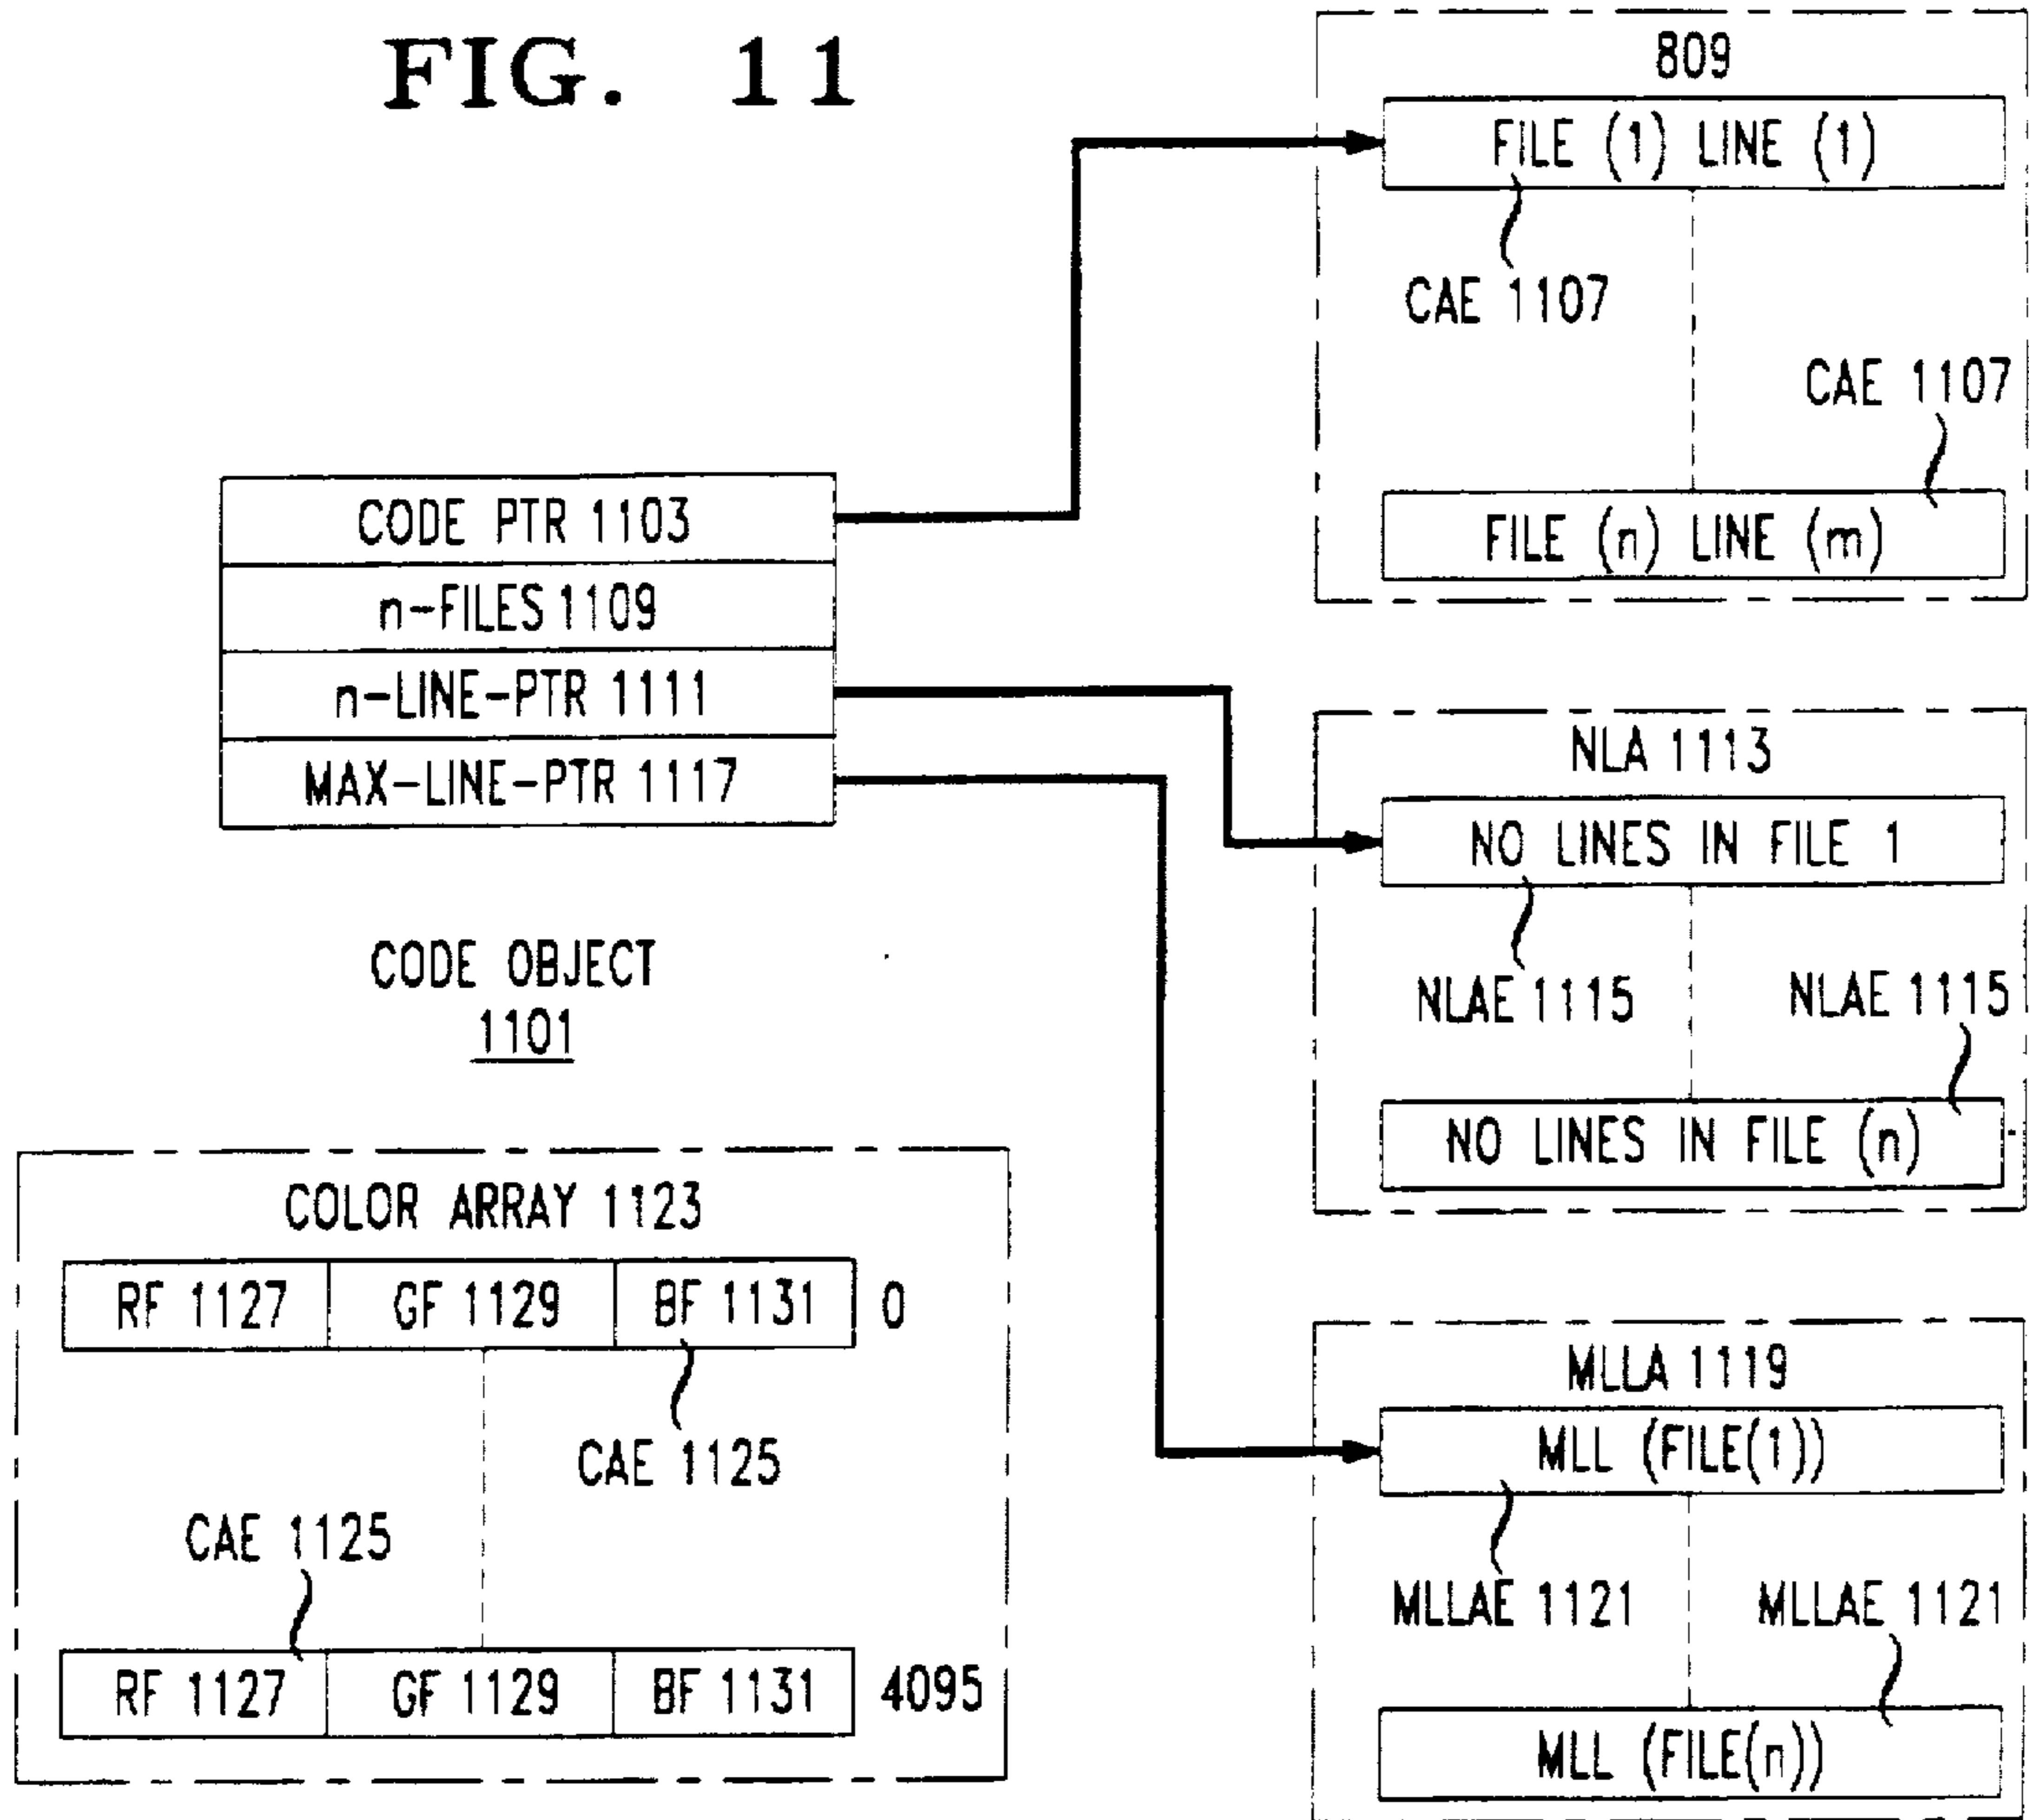 FIG. 11
809
FILE (1) LINE (1)
CAE 1107
CAE 1107
FILE (n) LINE (m)
CODE PTR 1103
n-FILES 1109
n-LINE-PTR 1111
MAX-LINE-PTR 1117
CODE OBJECT
1101
NLA 1113
NO LINES IN FILE 1
NLAE 1115
NLAE 1115
NO LINES IN FILE (n)
COLOR ARRAY 1123
RF 1127 GF 1129 BF 1131 0
CAE 1125
CAE 1125
RF 1127 GF 1129 BF 1131 4095
MLLA 1119
MLL (FILE(1))
MLLAE 1121
MLLAE 1121
MLL (FILE(n))